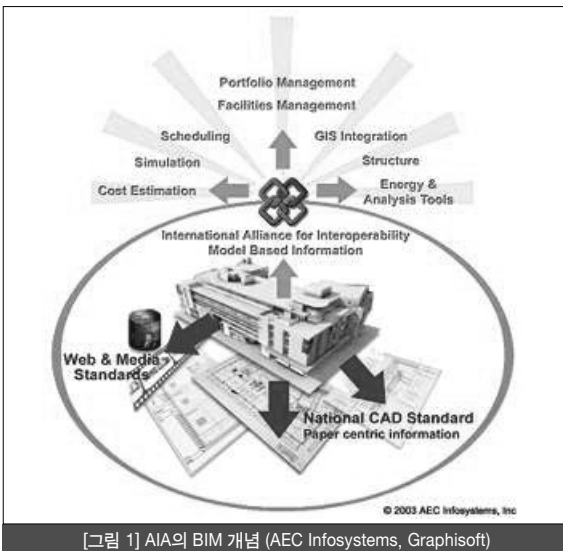 Portfolio Management
Facilities Management
Scheduling
GIS Integration
Simulation
Structure
Cost Estimation
Energy &
Analysis Tools
International Alliance for Interoperability
Model Based Information
Web & Media
Standards
National CAD Standard
Paper centric information
© 2003 AEC Infosystems, Inc
[그림 1] AIA의 BIM 개념 (AEC Infosystems, Graphisoft)